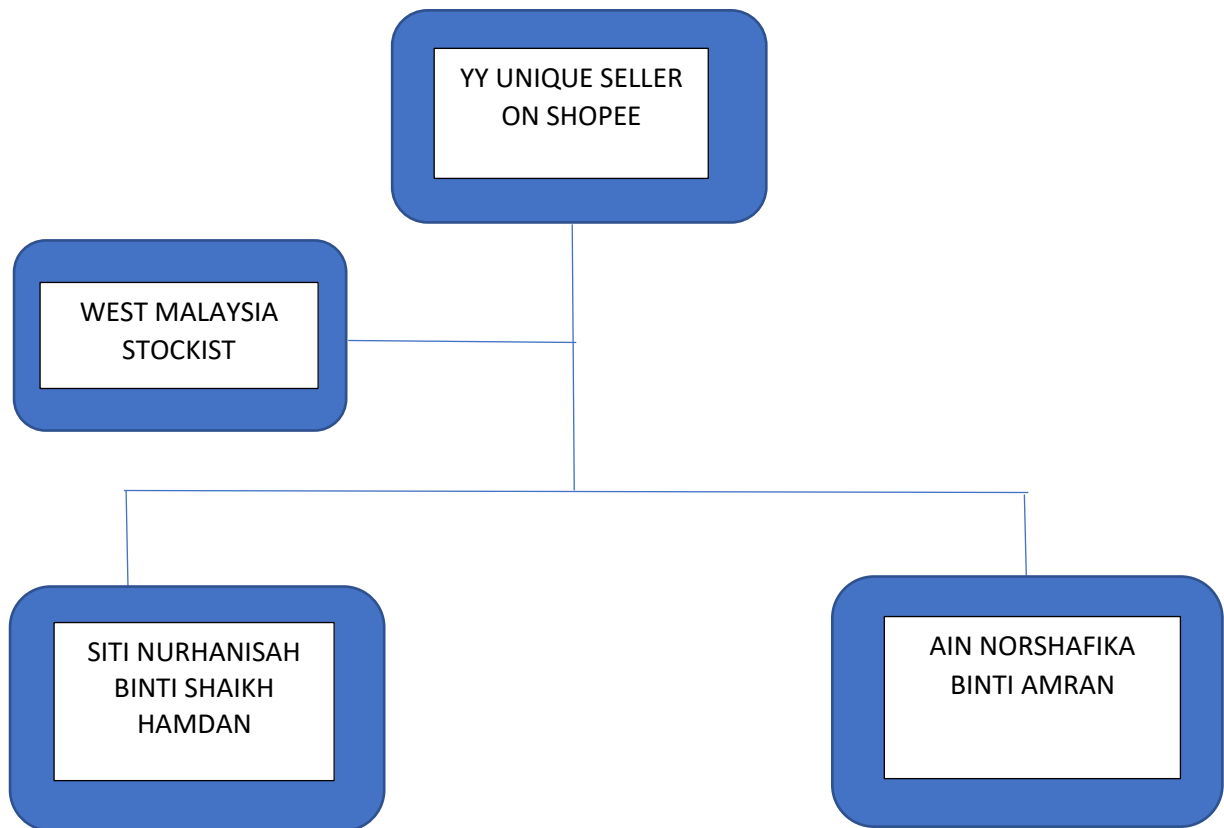 YY UNIQUE SELLER
ON SHOPEE
WEST MALAYSIA
STOCKIST
SITI NURHANISAH
BINTI SHAIKH
HAMDAN
AIN NORSHAFIKA
BINTI AMRAN